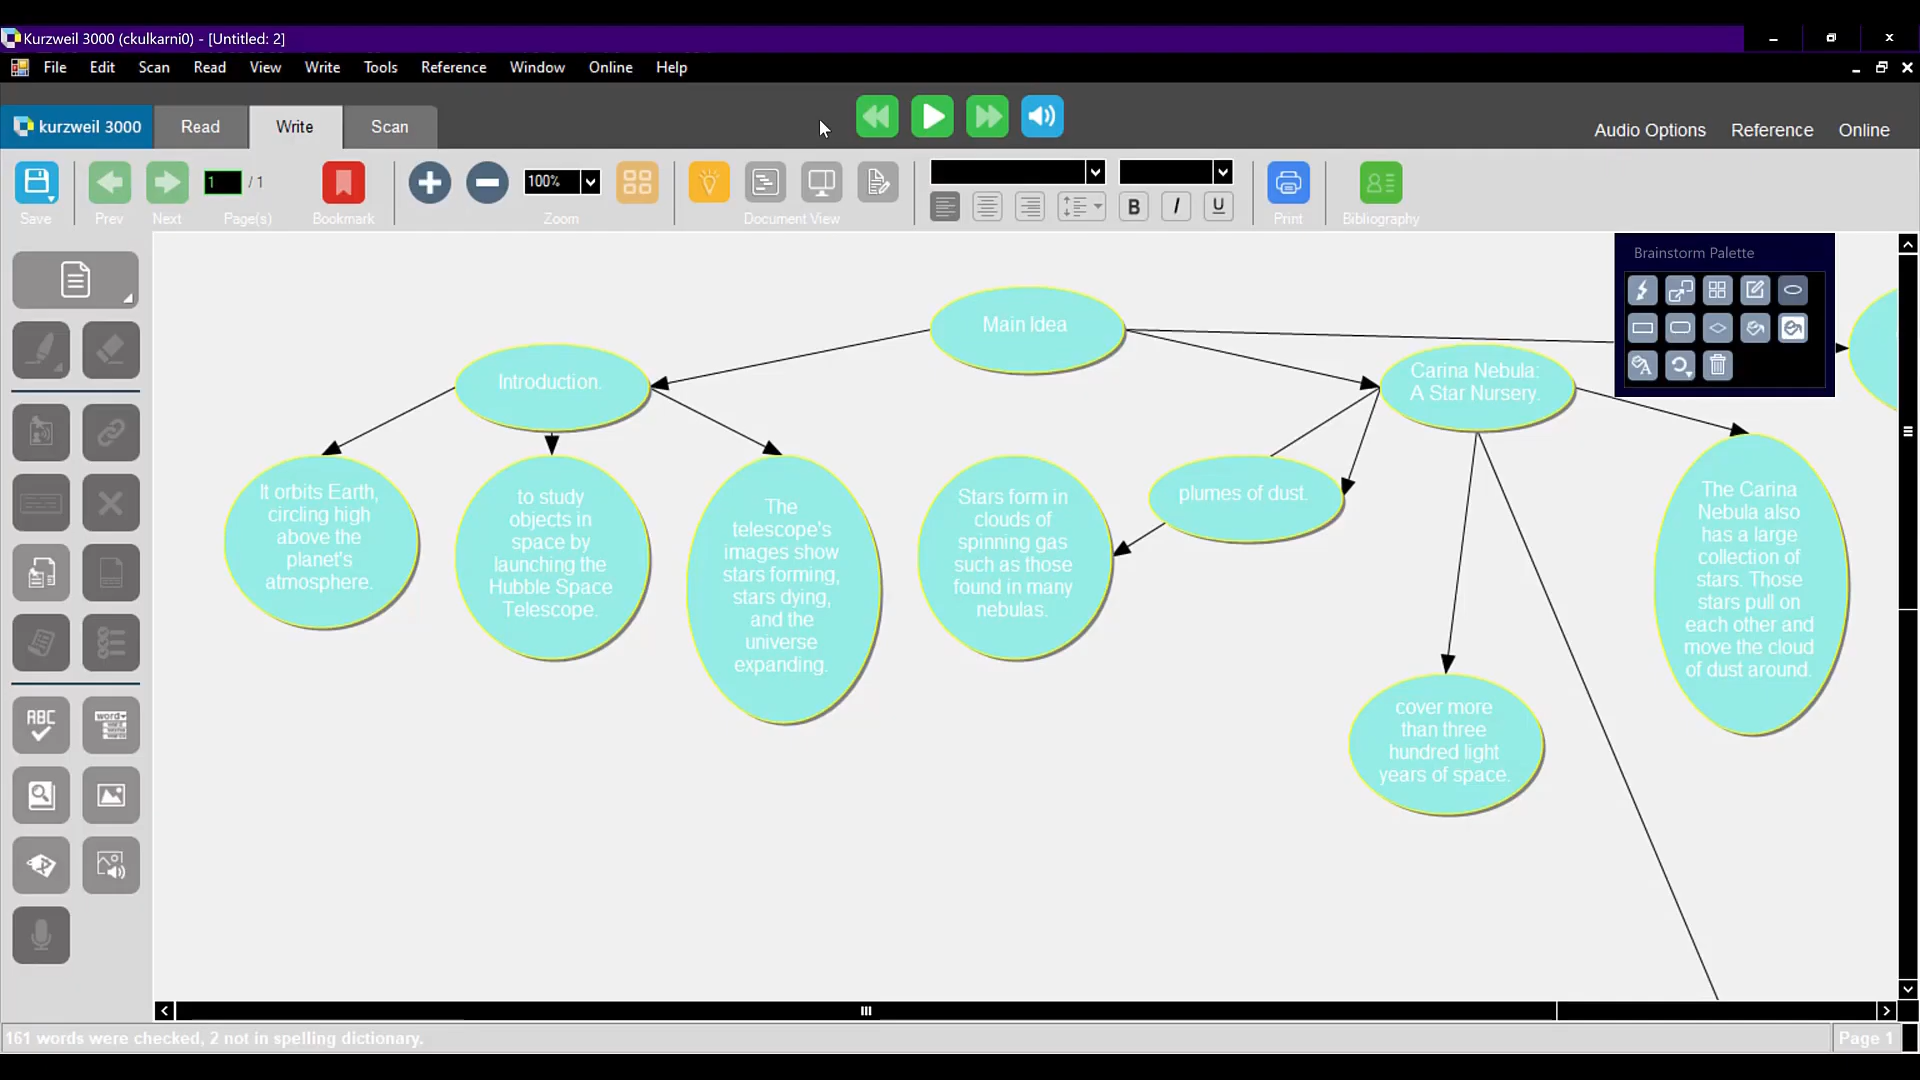 Kurzweil 3000 (ckulkarni0) - [Untitled: 2]
File Edit Scan Read View Write Tools Reference Window Online Help
kurzweil 3000 Read Write Scan
Audio Options Reference Online
1 / 1
100%
B I U
Save Prev Next Page(s) Bookmark Zoom Document View Print Bibliography
Brainstorm Palette
Main Idea
Introduction.
Carina Nebula:
A Star Nursery.
It orbits Earth,
circling high
above the
planet's
atmosphere.
to study
objects in
space by
launching the
Hubble Space
Telescope.
The
telescope's
images show
stars forming,
stars dying,
and the
universe
expanding.
Stars form in
clouds of
spinning gas
such as those
found in many
nebulas.
plumes of dust.
The Carina
Nebula also
has a large
collection of
stars. Those
stars pull on
each other and
move the cloud
of dust around.
cover more
than three
hundred light
years of space.
ABC
word
161 words were checked, 2 not in spelling dictionary.
Page 1